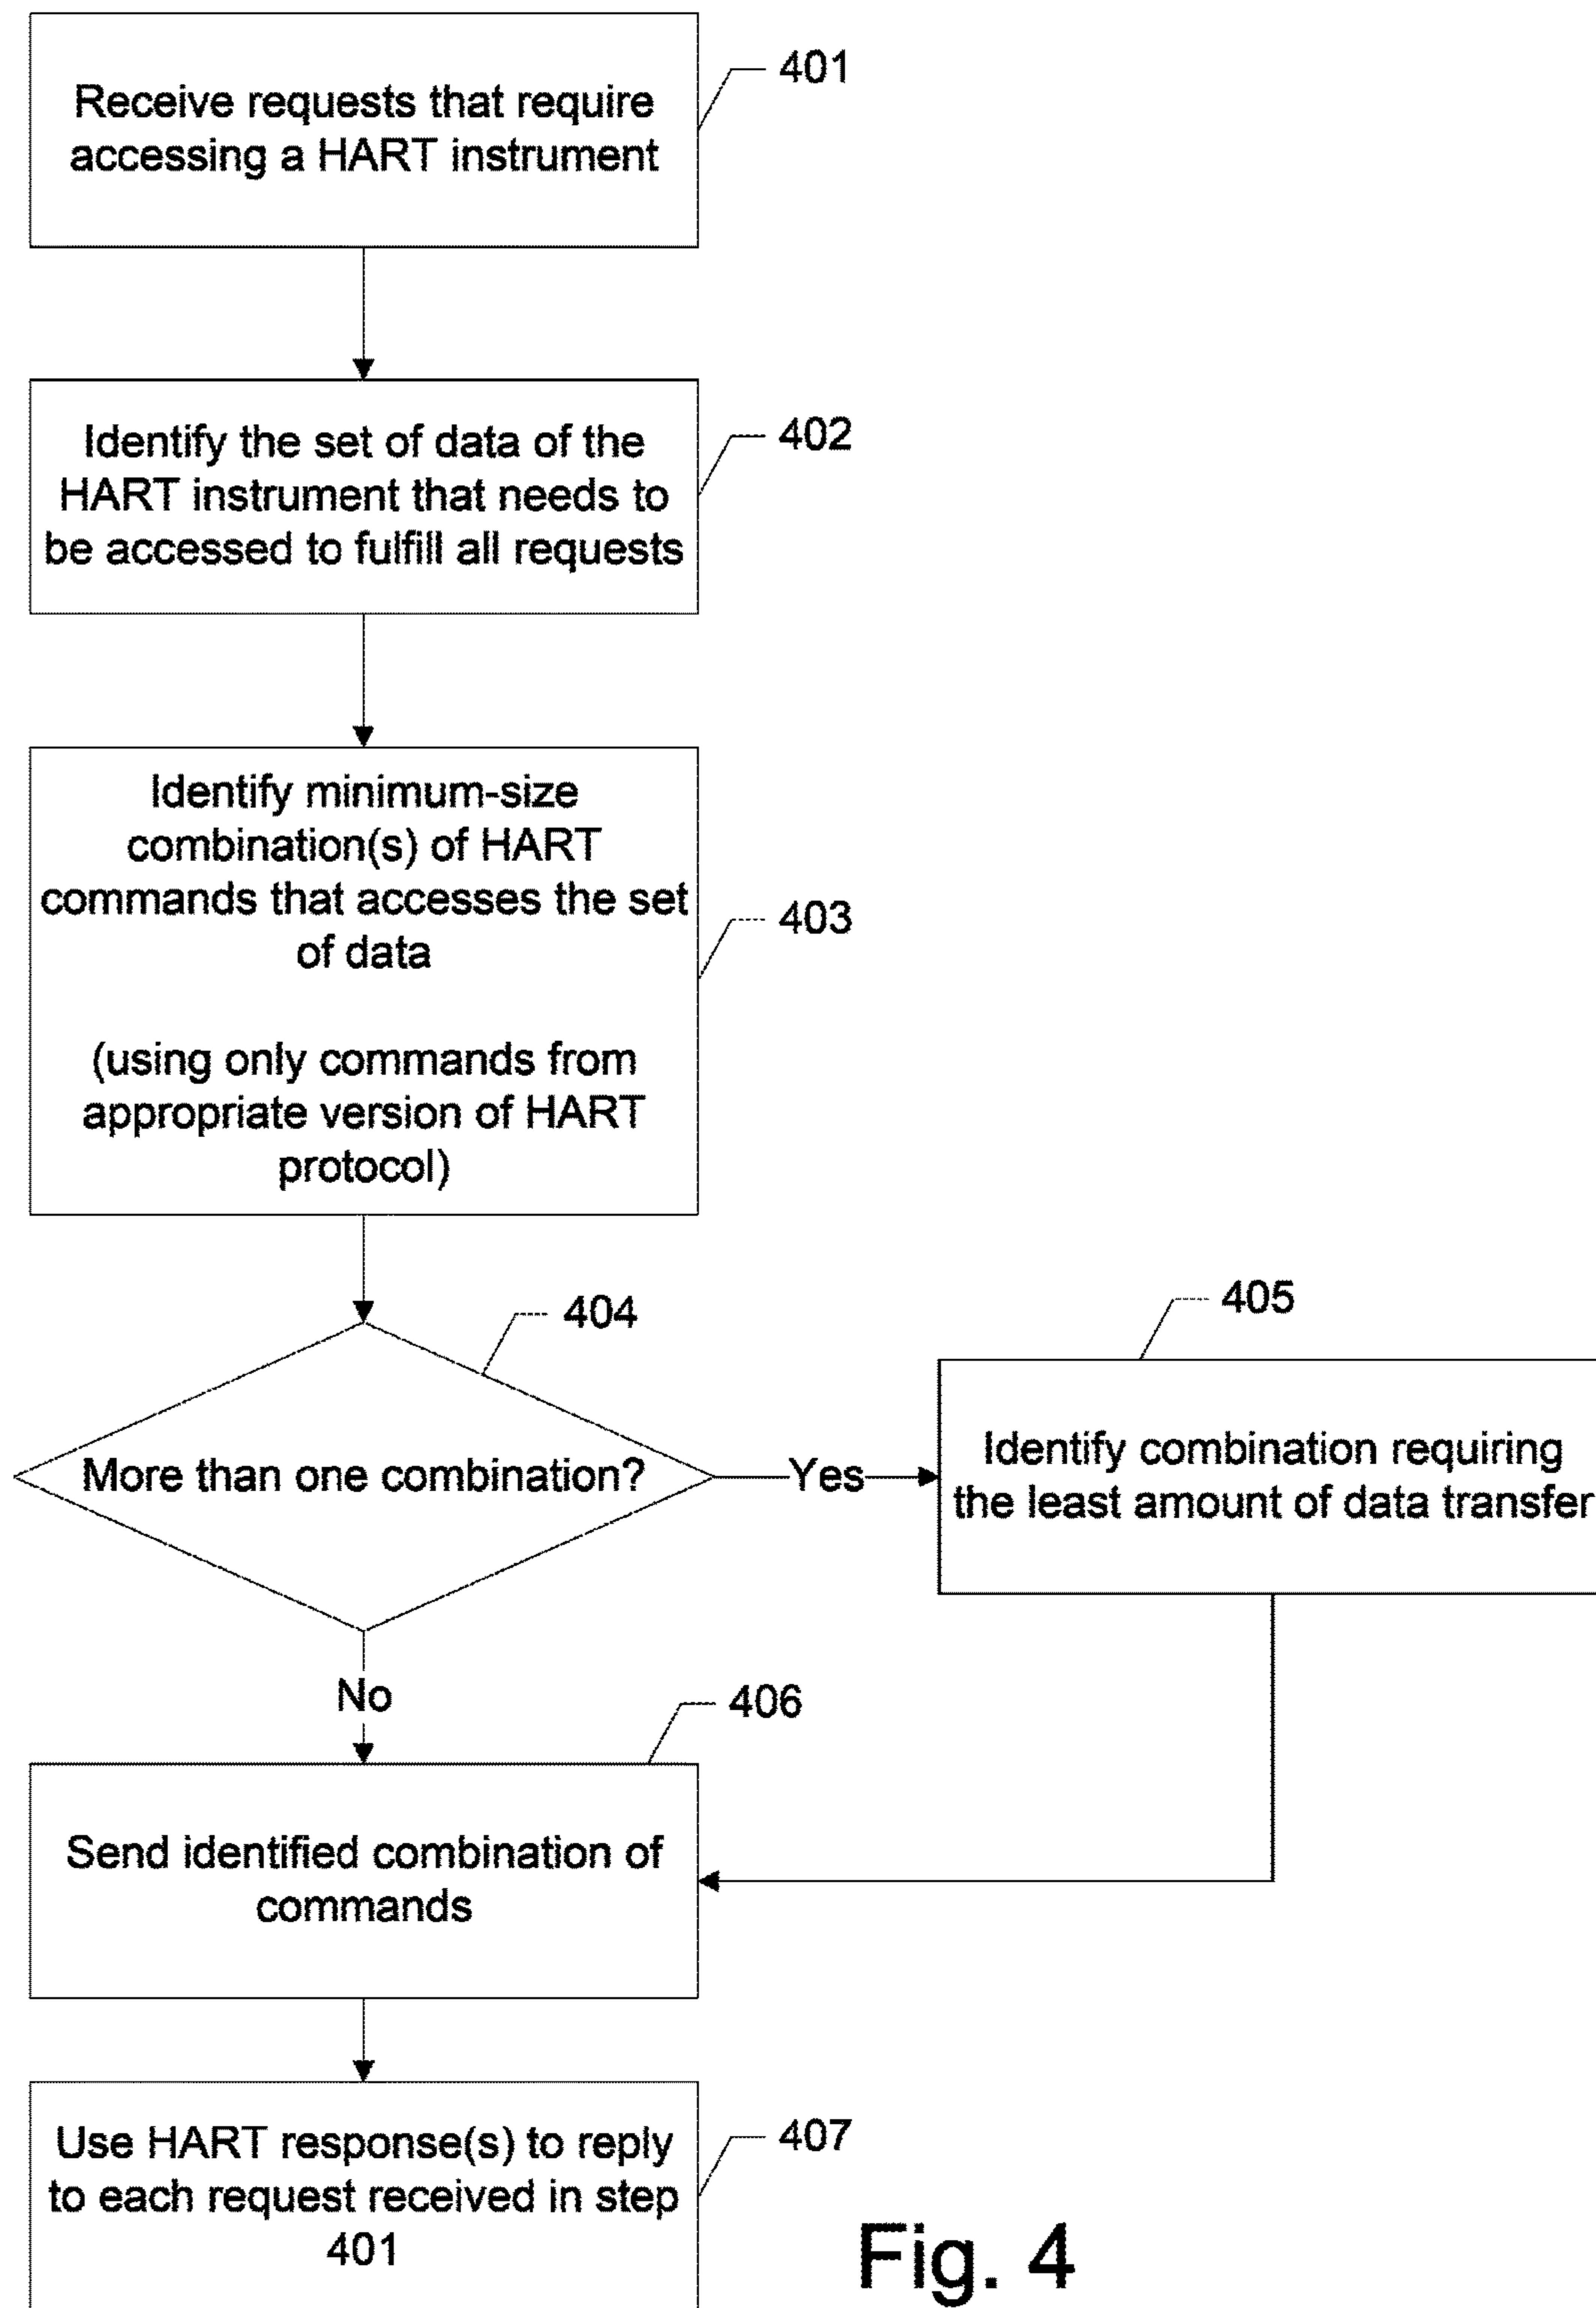 Receive requests that require
accessing a HART instrument
401
Identify the set of data of the
HART instrument that needs to
be accessed to fulfill all requests
402
Identify minimum-size
combination(s) of HART
commands that accesses the set
of data
(using only commands from
appropriate version of HART
protocol)
403
404
More than one combination?
Yes
405
Identify combination requiring
the least amount of data transfer
No
406
Send identified combination of
commands
Use HART response(s) to reply
to each request received in step
401
407
Fig. 4